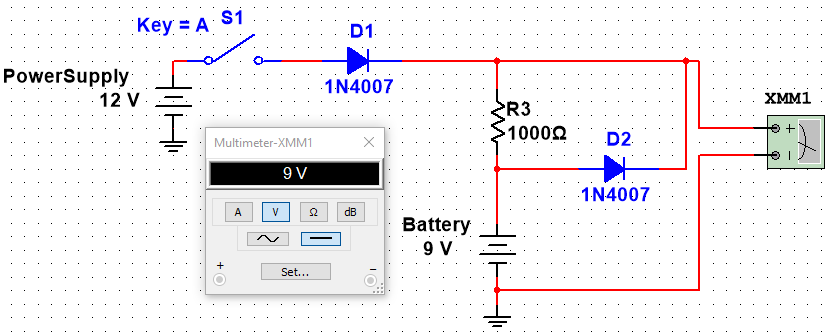 Key = A
S1
D1
1N4007
PowerSupply
12 V
R3
1000Ω
XMM1
+
–
D2
1N4007
Multimeter-XMM1
9 V
A
V
Ω
dB
+
Set...
–
Battery
9 V